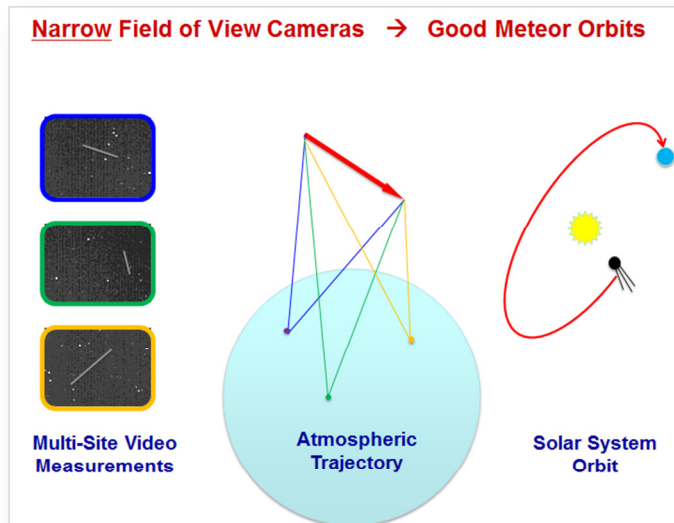 Narrow Field of View Cameras → Good Meteor Orbits
Multi-Site Video
Measurements
Atmospheric
Trajectory
Solar System
Orbit